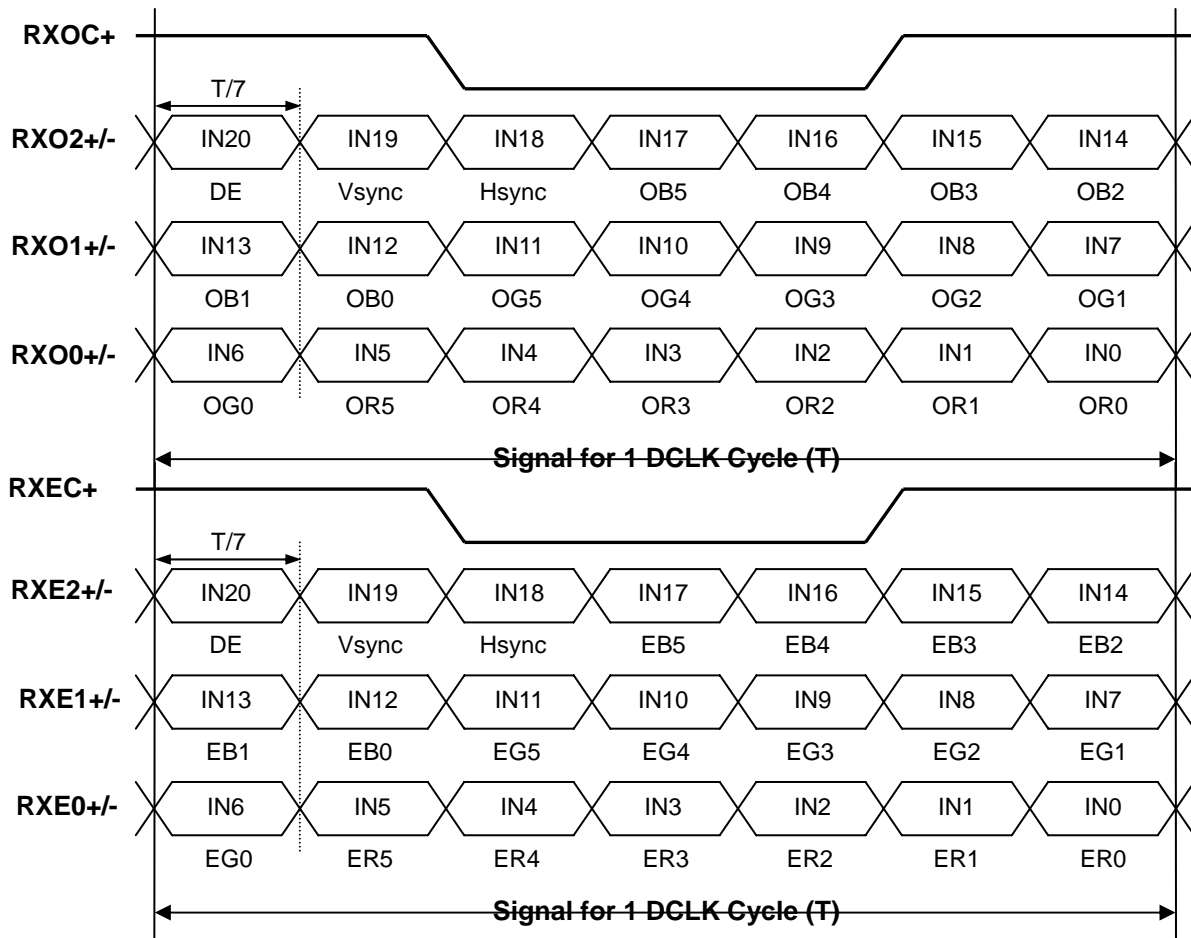 RXOC+
T/7
RXO2+/- IN20 IN19 IN18 IN17 IN16 IN15 IN14
DE Vsync Hsync OB5 OB4 OB3 OB2
RXO1+/- IN13 IN12 IN11 IN10 IN9 IN8 IN7
OB1 OB0 OG5 OG4 OG3 OG2 OG1
RXO0+/- IN6 IN5 IN4 IN3 IN2 IN1 IN0
OG0 OR5 OR4 OR3 OR2 OR1 OR0
Signal for 1 DCLK Cycle (T)
RXEC+
T/7
RXE2+/- IN20 IN19 IN18 IN17 IN16 IN15 IN14
DE Vsync Hsync EB5 EB4 EB3 EB2
RXE1+/- IN13 IN12 IN11 IN10 IN9 IN8 IN7
EB1 EB0 EG5 EG4 EG3 EG2 EG1
RXE0+/- IN6 IN5 IN4 IN3 IN2 IN1 IN0
EG0 ER5 ER4 ER3 ER2 ER1 ER0
Signal for 1 DCLK Cycle (T)